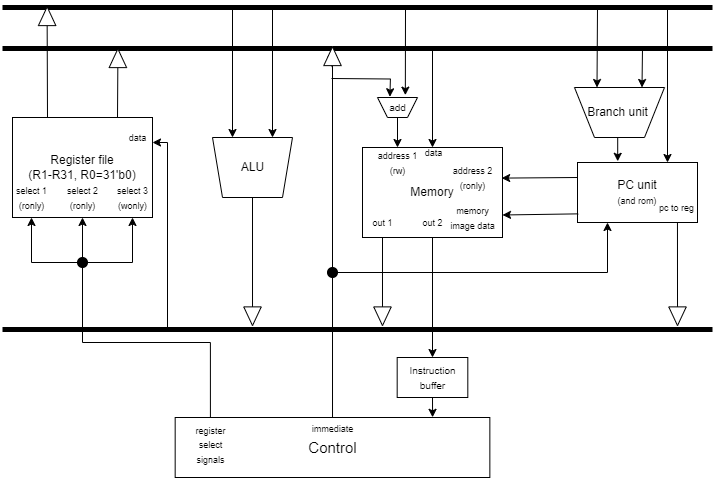 add
Branch unit
data
Register file
(R1-R31, R0=31'b0)
select 1
(ronly)
select 2
(ronly)
select 3
(wonly)
ALU
address 1
(rw)
data
address 2
(ronly)
Memory
memory
image data
out 1
out 2
PC unit
(and rom)
pc to reg
Instruction
buffer
register
select
signals
immediate
Control